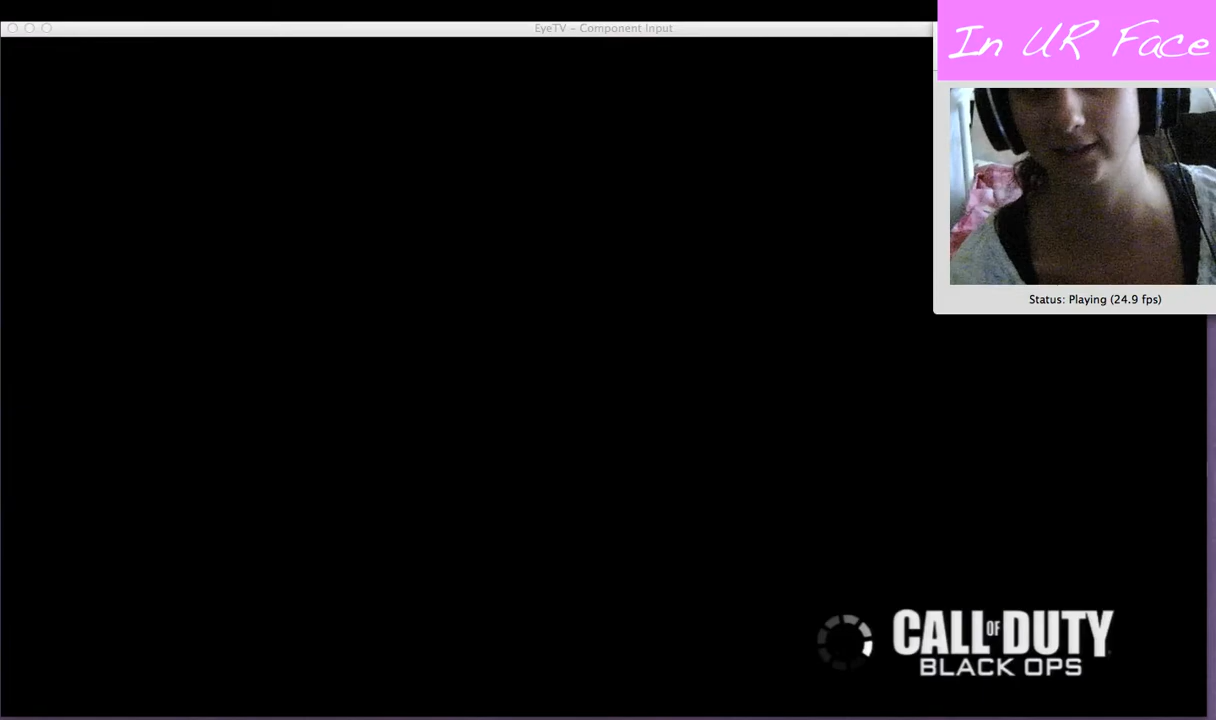 EyeTV - Component Input
In UR Face
Status: Playing (24.9 fps)
CALL OF DUTY
BLACK OPS